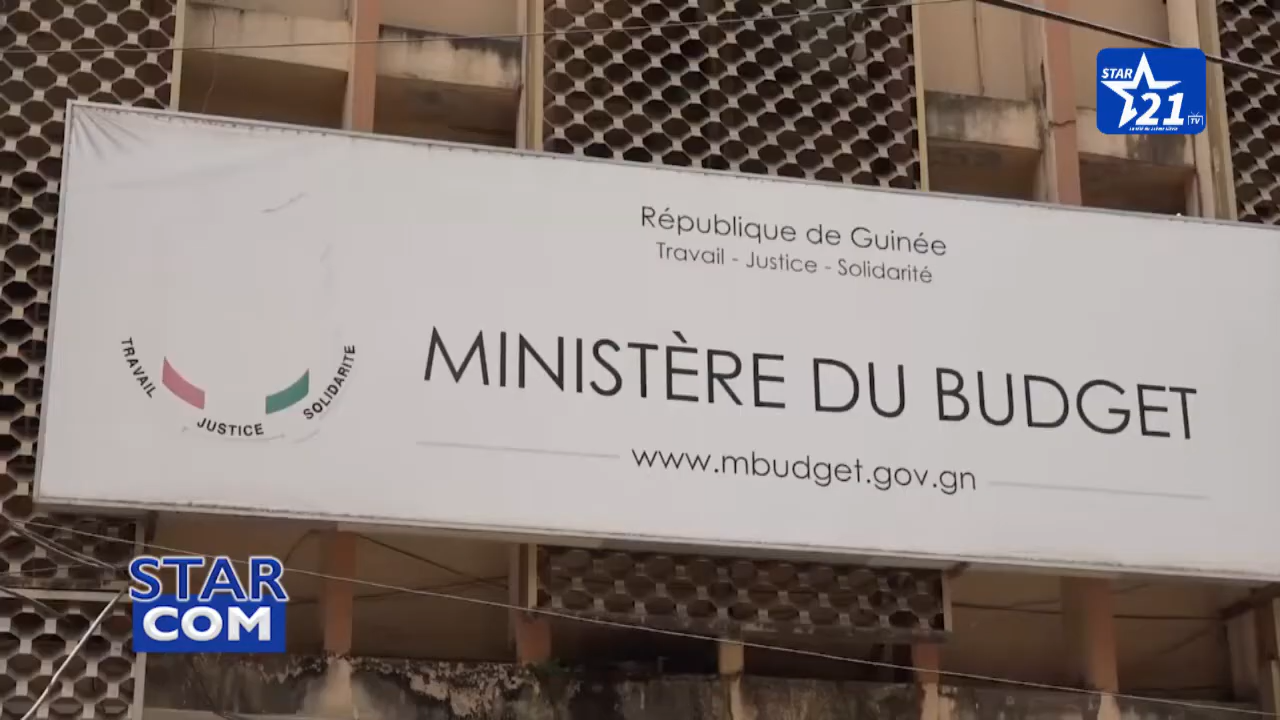 STAR
21
TV
République de Guinée
Travail - Justice - Solidarité
MINISTÈRE DU BUDGET
www.mbudget.gov.gn
TRAVAIL
JUSTICE
SOLIDARITE
STAR
COM